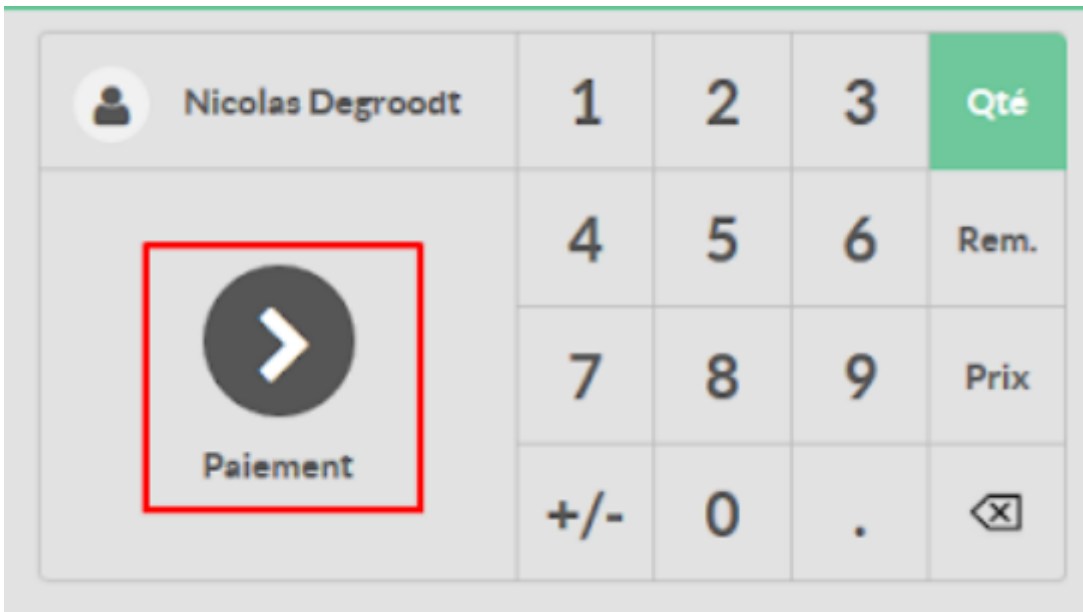 Nicolas Degroodt 1 2 3 Qté
4 5 6 Rem.
7 8 9 Prix
Paiement
+/- 0 .